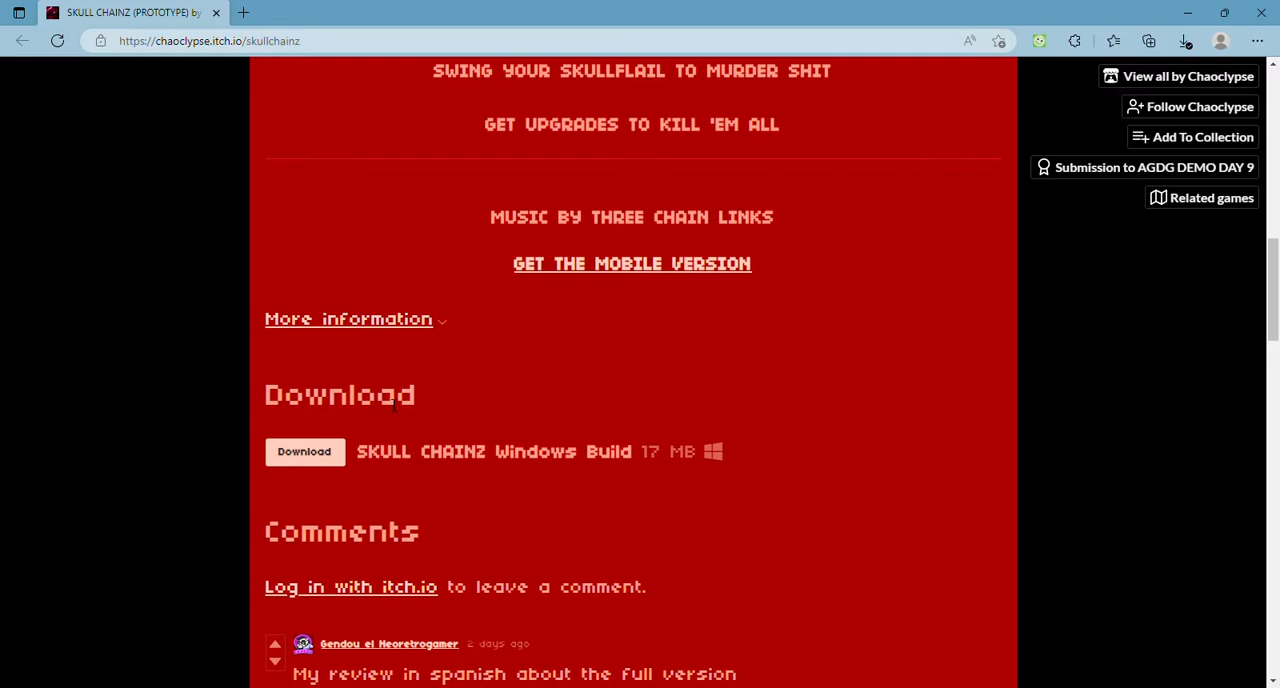 SKULL CHAINZ (PROTOTYPE) by
https://chaoclypse.itch.io/skullchainz
View all by Chaoclypse
Follow Chaoclypse
Add To Collection
Submission to AGDG DEMO DAY 9
Related games
SWING YOUR SKULLFLAIL TO MURDER SHIT
GET UPGRADES TO KILL 'EM ALL
MUSIC BY THREE CHAIN LINKS
GET THE MOBILE VERSION
More information
Download
Download SKULL CHAINZ Windows Build 17 MB
Comments
Log in with itch.io to leave a comment.
Gendou el Neoretrogamer 2 days ago
My review in spanish about the full version